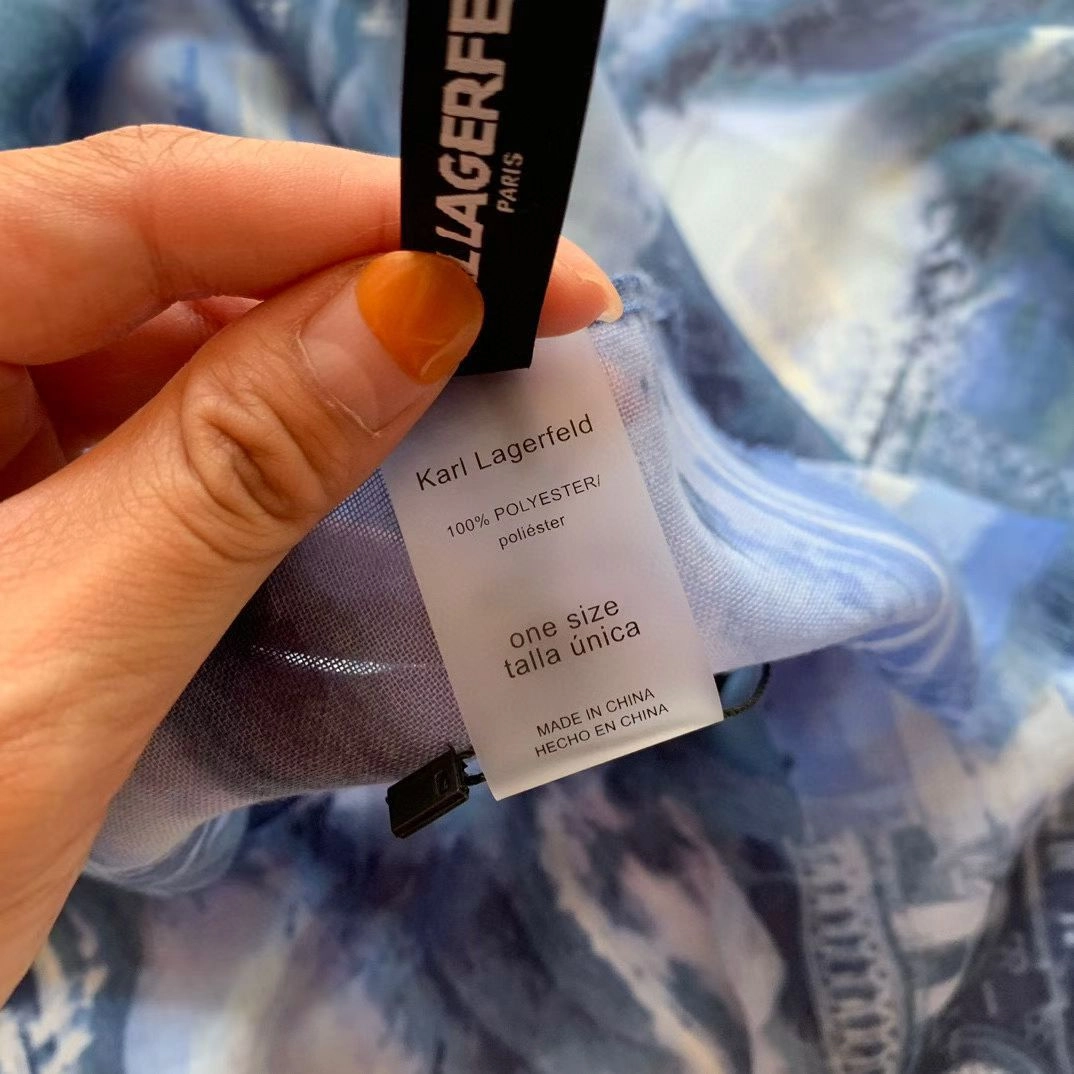 LAGERFE
PARIS
Karl Lagerfeld
100% POLYESTER/
poliéster
one size
talla única
MADE IN CHINA
HECHO EN CHINA